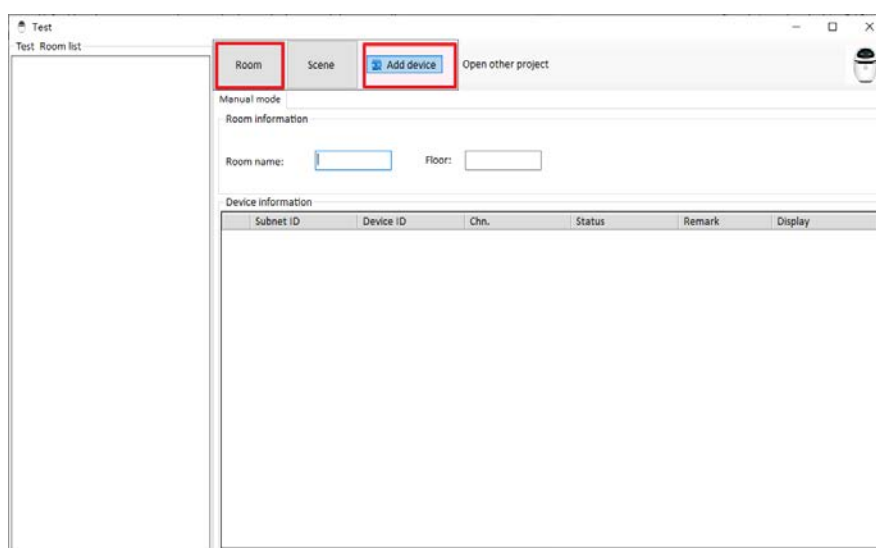 Test
Test Room list
Room Scene Add device Open other project
Manual mode
Room information
Room name: Floor:
Device information
Subnet ID Device ID Chn. Status Remark Display